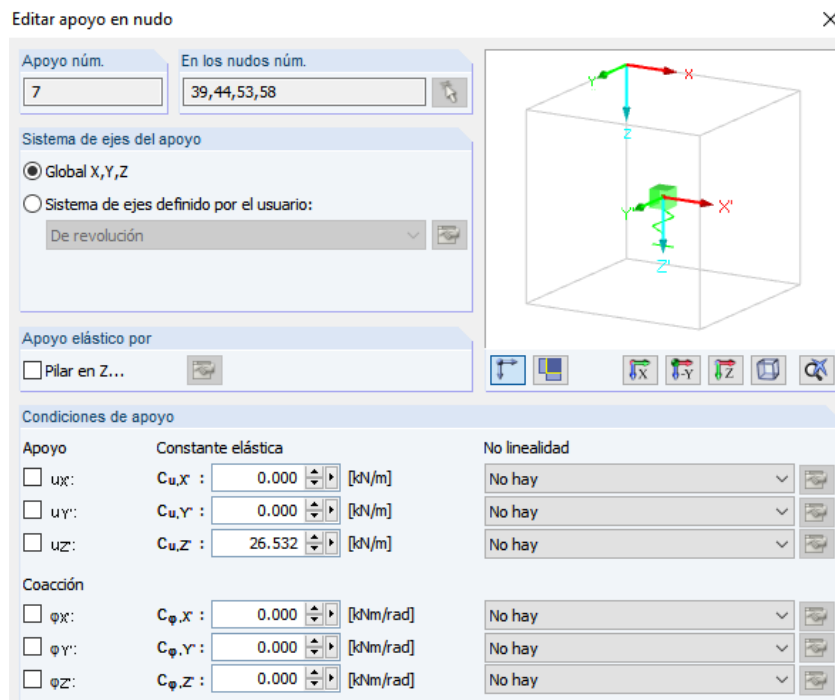 Editar apoyo en nudo
Apoyo núm.
En los nudos núm.
7
39,44,53,58
Sistema de ejes del apoyo
Global X,Y,Z
Sistema de ejes definido por el usuario:
De revolución
Apoyo elástico por
Pilar en Z...
Y X
Z
Y' X'
Z'
X -Y Z
Condiciones de apoyo
Apoyo Constante elástica No linealidad
uX': Cu,X' : 0.000 [kN/m] No hay
uY': Cu,Y' : 0.000 [kN/m] No hay
uZ': Cu,Z' : 26.532 [kN/m] No hay
Coacción
φX': Cφ,X' : 0.000 [kNm/rad] No hay
φY': Cφ,Y' : 0.000 [kNm/rad] No hay
φZ': Cφ,Z' : 0.000 [kNm/rad] No hay